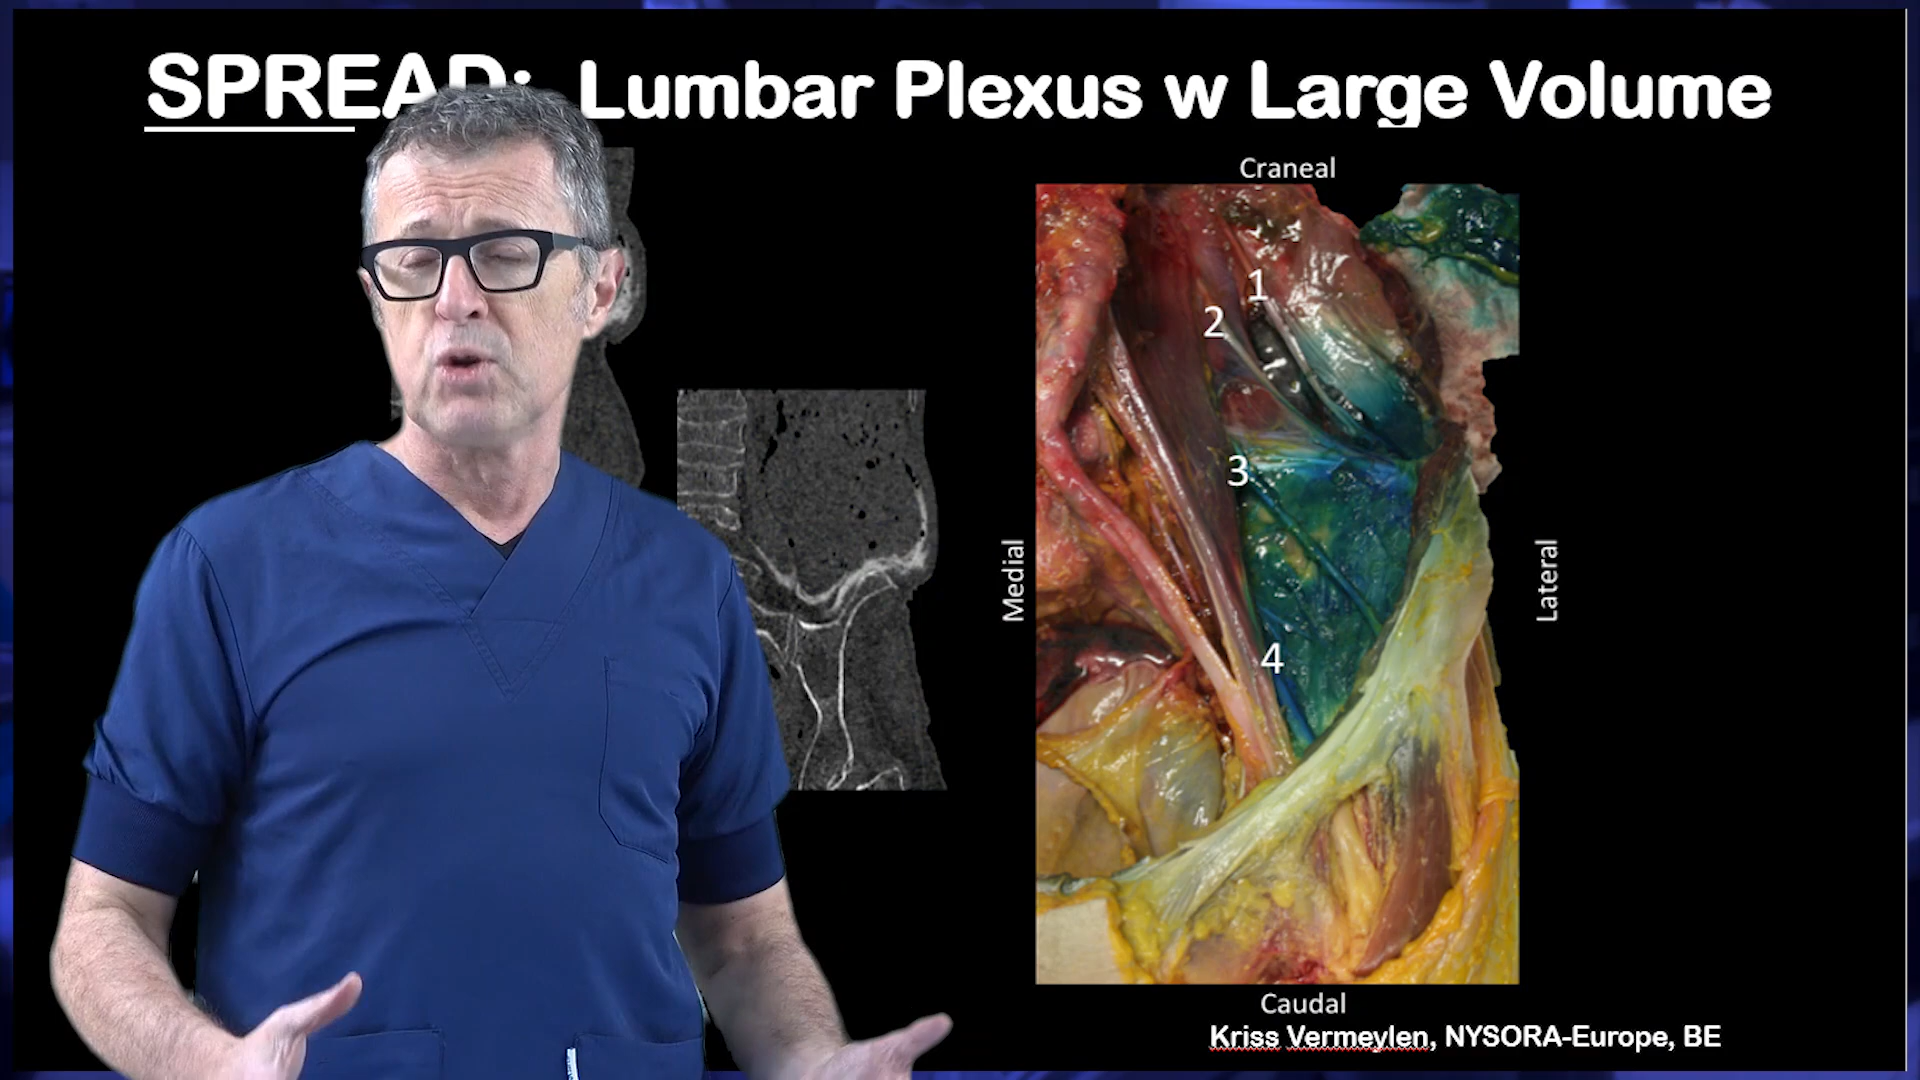 SPREAD: Lumbar Plexus w Large Volume
Craneal
1
2
3
4
Medial
Lateral
Caudal
Kriss Vermeylen, NYSORA-Europe, BE